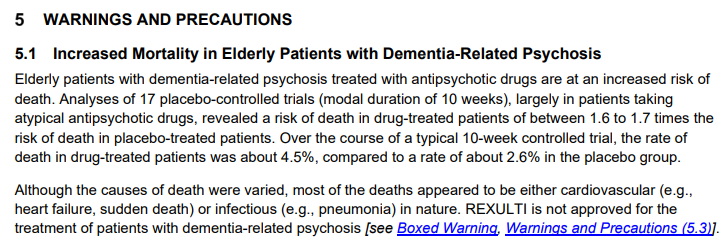 5 WARNINGS AND PRECAUTIONS
5.1 Increased Mortality in Elderly Patients with Dementia-Related Psychosis
Elderly patients with dementia-related psychosis treated with antipsychotic drugs are at an increased risk of
death. Analyses of 17 placebo-controlled trials (modal duration of 10 weeks), largely in patients taking
atypical antipsychotic drugs, revealed a risk of death in drug-treated patients of between 1.6 to 1.7 times the
risk of death in placebo-treated patients. Over the course of a typical 10-week controlled trial, the rate of
death in drug-treated patients was about 4.5%, compared to a rate of about 2.6% in the placebo group.
Although the causes of death were varied, most of the deaths appeared to be either cardiovascular (e.g.,
heart failure, sudden death) or infectious (e.g., pneumonia) in nature. REXULTI is not approved for the
treatment of patients with dementia-related psychosis [see Boxed Warning, Warnings and Precautions (5.3)].